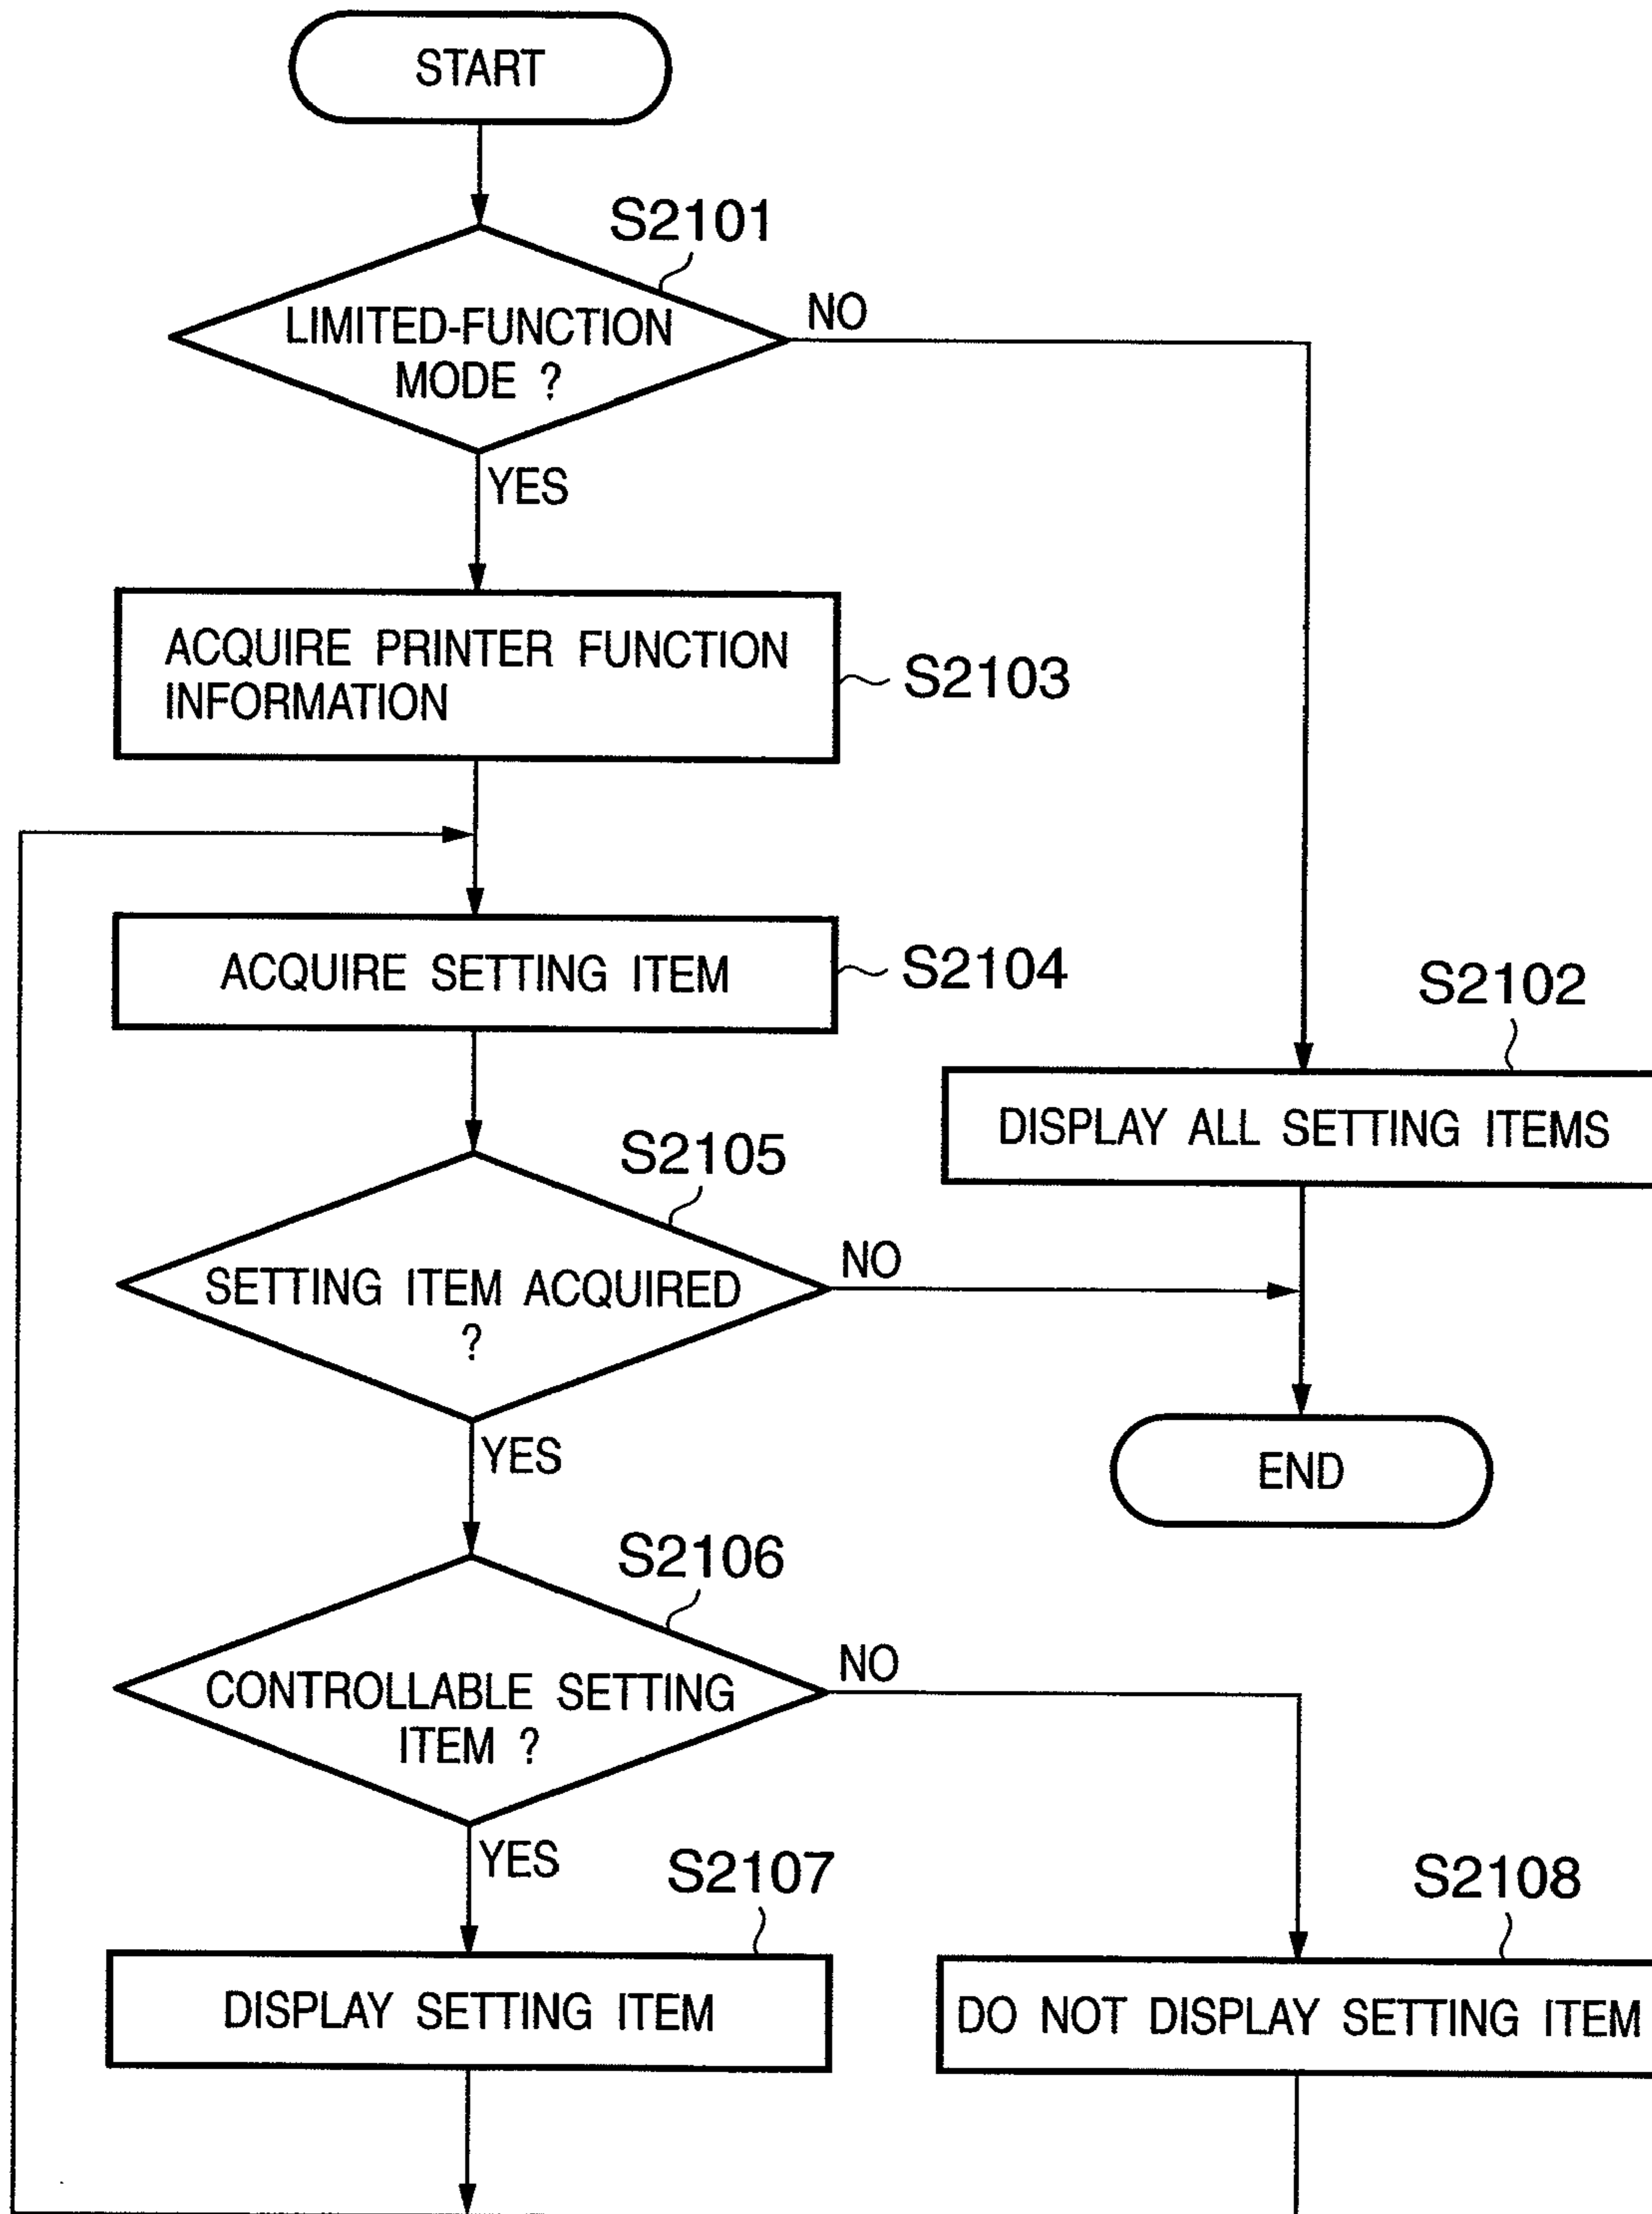 START
S2101
LIMITED-FUNCTION
MODE ?
NO
YES
ACQUIRE PRINTER FUNCTION
INFORMATION
S2103
ACQUIRE SETTING ITEM
S2104
S2102
DISPLAY ALL SETTING ITEMS
S2105
SETTING ITEM ACQUIRED
?
NO
YES
END
S2106
CONTROLLABLE SETTING
ITEM ?
NO
YES
S2107
DISPLAY SETTING ITEM
S2108
DO NOT DISPLAY SETTING ITEM